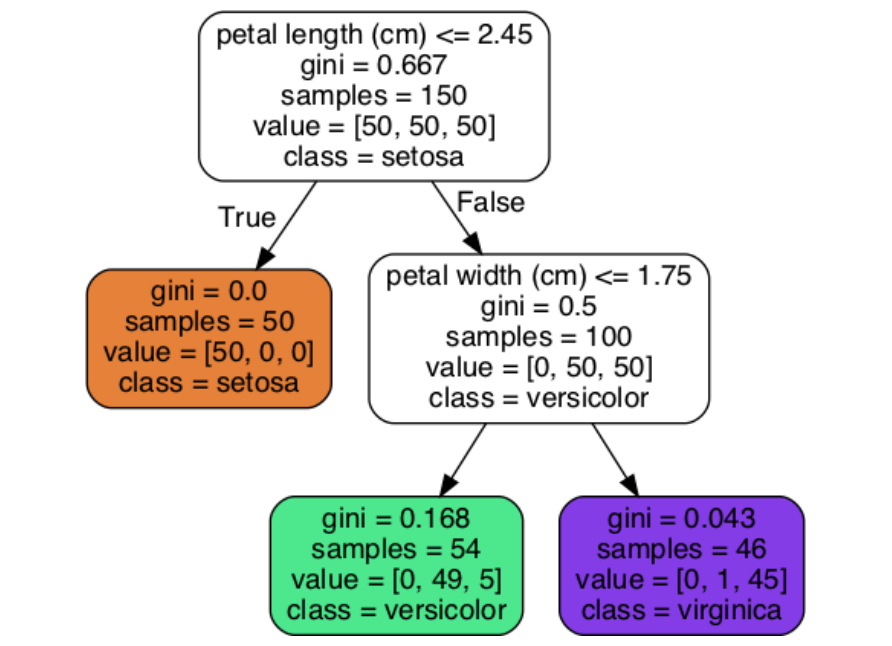 petal length (cm) <= 2.45
gini = 0.667
samples = 150
value = [50, 50, 50]
class = setosa
True
False
gini = 0.0
samples = 50
value = [50, 0, 0]
class = setosa
petal width (cm) <= 1.75
gini = 0.5
samples = 100
value = [0, 50, 50]
class = versicolor
gini = 0.168
samples = 54
value = [0, 49, 5]
class = versicolor
gini = 0.043
samples = 46
value = [0, 1, 45]
class = virginica